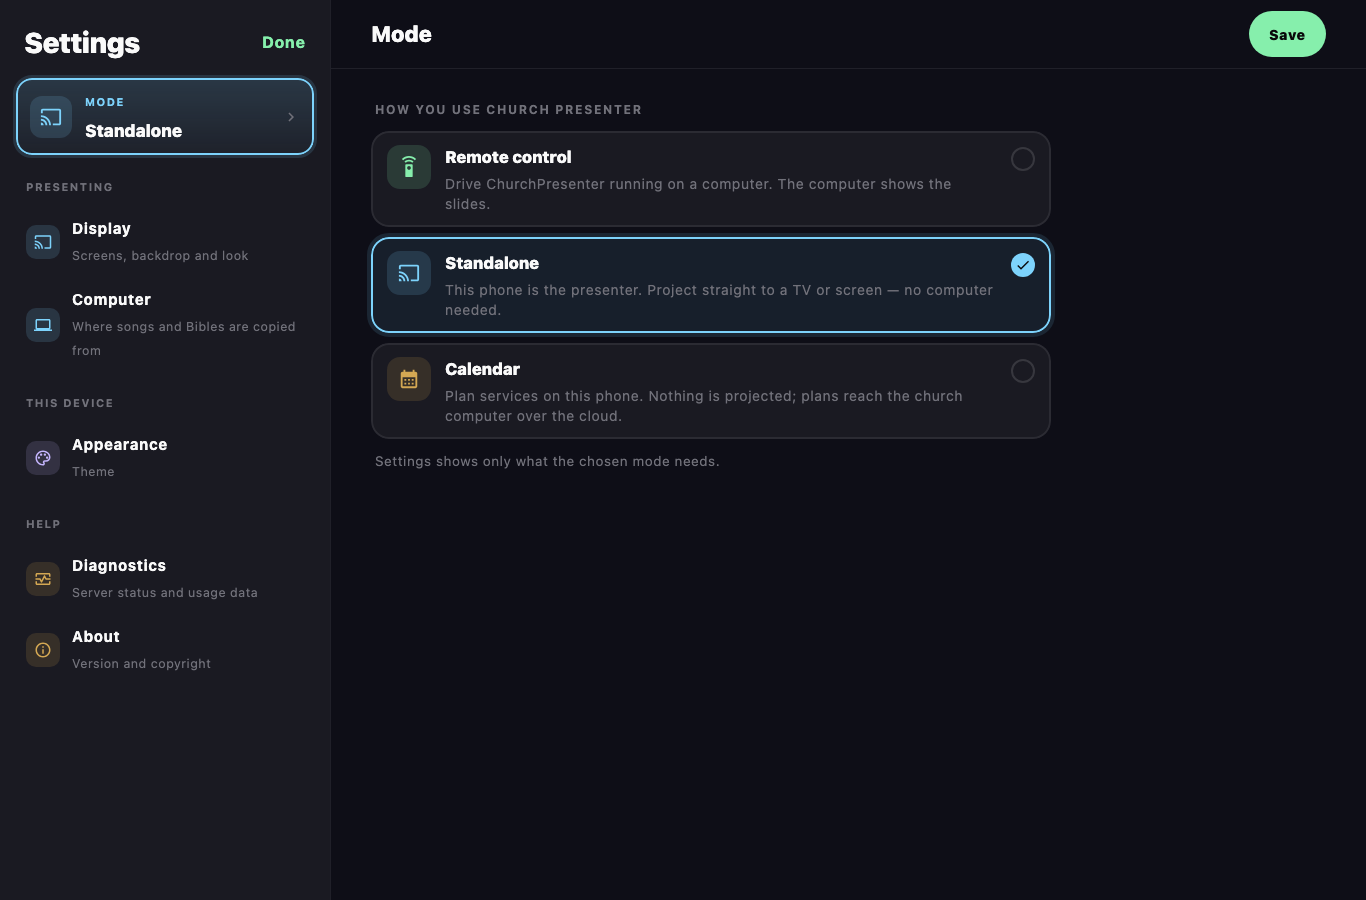 Settings
Done
MODE
Standalone
PRESENTING
Display
Screens, backdrop and look
Computer
Where songs and Bibles are copied
from
THIS DEVICE
Appearance
Theme
HELP
Diagnostics
Server status and usage data
About
Version and copyright
Mode
Save
HOW YOU USE CHURCH PRESENTER
Remote control
Drive ChurchPresenter running on a computer. The computer shows the
slides.
Standalone
This phone is the presenter. Project straight to a TV or screen — no computer
needed.
Calendar
Plan services on this phone. Nothing is projected; plans reach the church
computer over the cloud.
Settings shows only what the chosen mode needs.